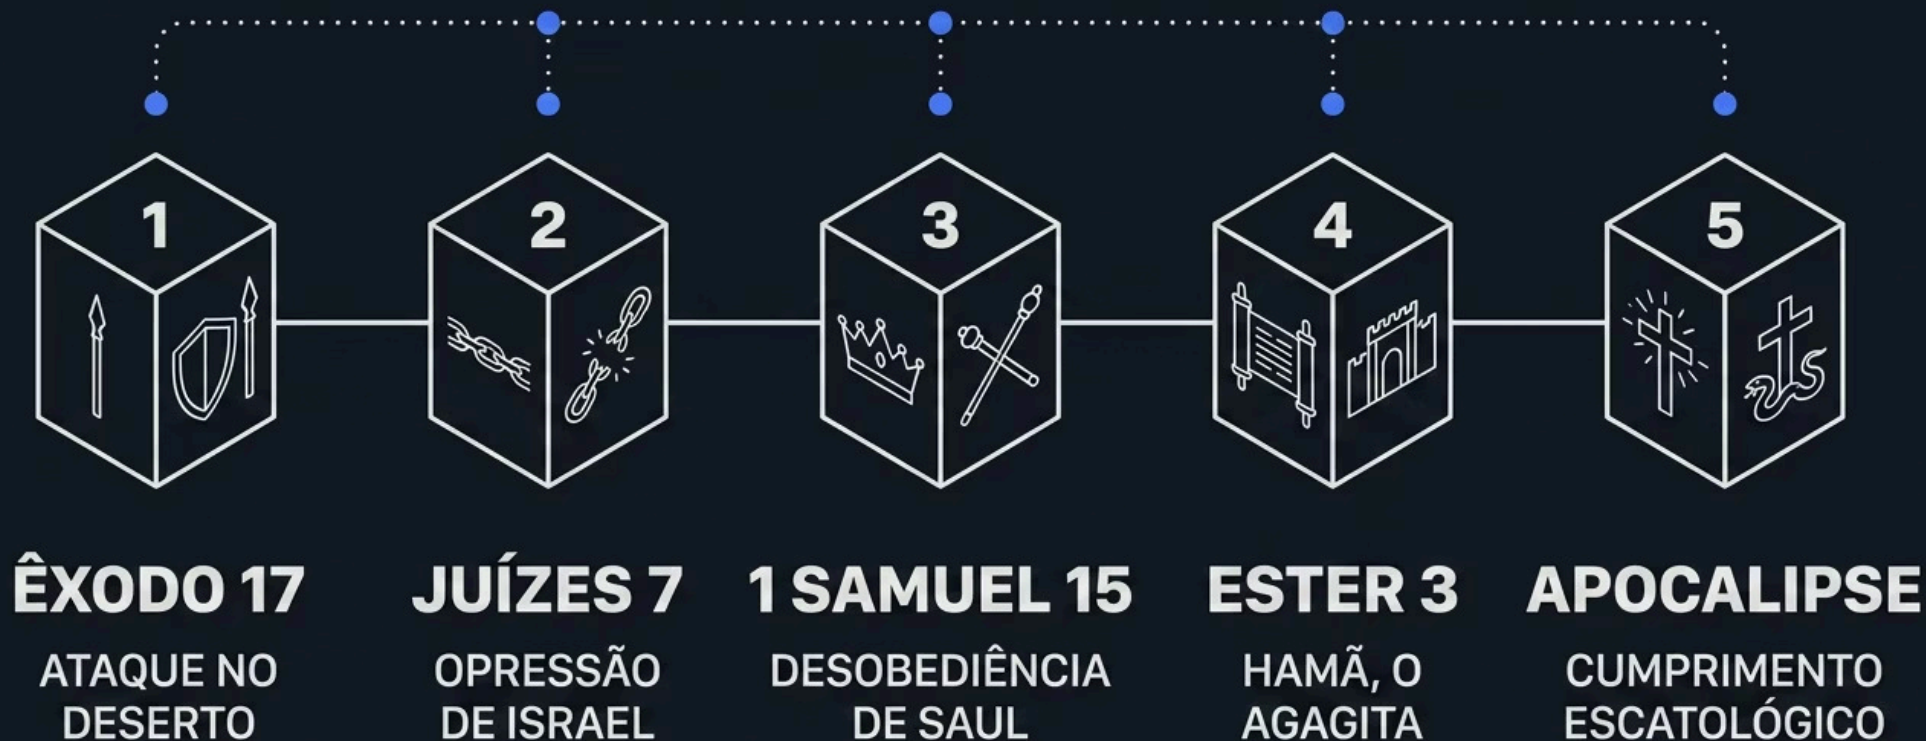 1
2
3
4
5
ÊXODO 17
ATAQUE NO
DESERTO
JUÍZES 7
OPRESSÃO
DE ISRAEL
1 SAMUEL 15
DESOBEDIÊNCIA
DE SAUL
ESTER 3
HAMÃ, O
AGAGITA
APOCALIPSE
CUMPRIMENTO
ESCATOLÓGICO